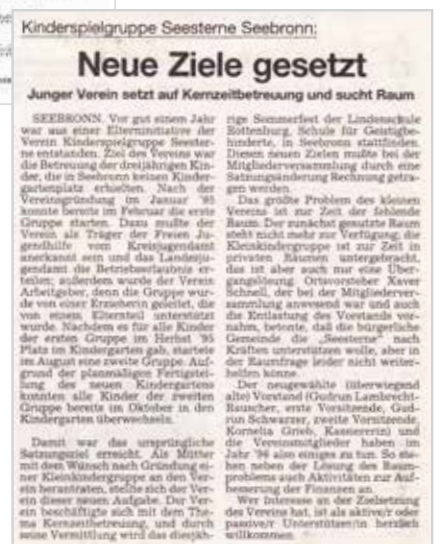 Kinderspielgruppe Seesterne Seebronn:
Neue Ziele gesetzt
Junger Verein setzt auf Kernzeitbetreuung und sucht Raum
SEEBRONN. Vor gut einem Jahr
war aus einer Elterninitiative der
Verein Kinderspielgruppe Seester-
ne entstanden. Ziel des Vereins war
die Betreuung der dreijährigen Kin-
der, die in Seebronn keinen Kinder-
gartenplatz erhielten. Nach der
Vereinsgründung im Januar '95
konnte bereits im Februar die erste
Gruppe starten. Dazu mußte der
Verein als Träger der Freien Ju-
gendhilfe vom Kreisjugendamt
anerkannt sein und das Landesju-
gendamt die Betriebserlaubnis er-
teilen; außerdem wurde der Verein
Arbeitgeber, denn die Gruppe wur-
de von einer Erzieherin geleitet, die
von einem Elternteil unterstützt
wurde. Nachdem es für alle Kinder
der ersten Gruppe im Herbst '95
Platz im Kindergarten gab, startete
im August eine zweite Gruppe. Auf-
grund der planmäßigen Fertigstel-
lung des neuen Kindergartens
konnten alle Kinder der zweiten
Gruppe bereits im Oktober in den
Kindergarten überwechseln.
Damit war das ursprüngliche
Satzungsziel erreicht. Als Mütter
mit dem Wunsch nach Gründung ei-
ner Kleinkindergruppe an den Ver-
ein herantraten, stellte sich der Ver-
ein dieser neuen Aufgabe. Der Ver-
ein beschäftigte sich mit dem The-
ma Kernzeitbetreuung, und durch
seine Vermittlung wird das diesjäh-
rige Sommerfest der Lindenschule
Rottenburg, Schule für Geistigbe-
hinderte, in Seebronn stattfinden.
Diesen neuen Zielen mußte bei der
Mitgliederversammlung durch eine
Satzungsänderung Rechnung getra-
gen werden.
Das größte Problem des kleinen
Vereins ist zur Zeit der fehlende
Raum. Der zunächst genutzte Raum
steht nicht mehr zur Verfügung, die
Kleinkindergruppe ist zur Zeit in
privaten Räumen untergebracht,
das ist aber auch nur eine Über-
gangslösung. Ortsvorsteher Xaver
Schnell, der bei der Mitgliederver-
sammlung anwesend war und auch
die Entlastung des Vorstands vor-
nahm, betonte, daß die bürgerliche
Gemeinde die „Seesterne" nach
Kräften unterstützen wolle, aber in
der Raumfrage leider nicht weiter-
helfen könne.
Der neugewählte (überwiegend
alte) Vorstand (Gudrun Lambrecht-
Rauscher, erste Vorsitzende, Gud-
run Schwarzer, zweite Vorsitzende,
Kornelia Grieb, Kassiererin) und
die Vereinsmitglieder haben im
Jahr '96 also einiges zu tun. So ste-
hen neben der Lösung des Raum-
problems auch Aktivitäten zur Auf-
besserung der Finanzen an.
Wer Interesse an der Zielsetzung
des Vereins hat, ist als aktive/r oder
passive/r Unterstützer/in herzlich
willkommen.